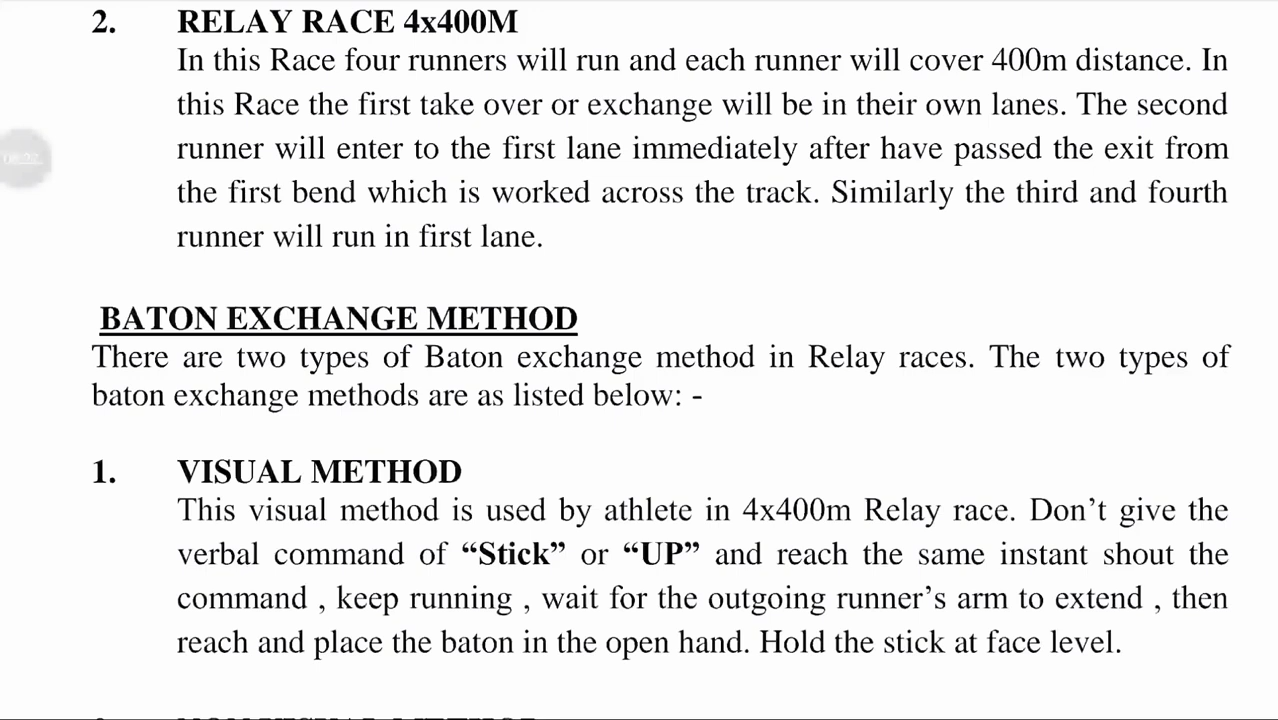 2. RELAY RACE 4x400M
In this Race four runners will run and each runner will cover 400m distance. In
this Race the first take over or exchange will be in their own lanes. The second
runner will enter to the first lane immediately after have passed the exit from
the first bend which is worked across the track. Similarly the third and fourth
runner will run in first lane.
BATON EXCHANGE METHOD
There are two types of Baton exchange method in Relay races. The two types of
baton exchange methods are as listed below: -
1. VISUAL METHOD
This visual method is used by athlete in 4x400m Relay race. Don’t give the
verbal command of “Stick” or “UP” and reach the same instant shout the
command , keep running , wait for the outgoing runner’s arm to extend , then
reach and place the baton in the open hand. Hold the stick at face level.